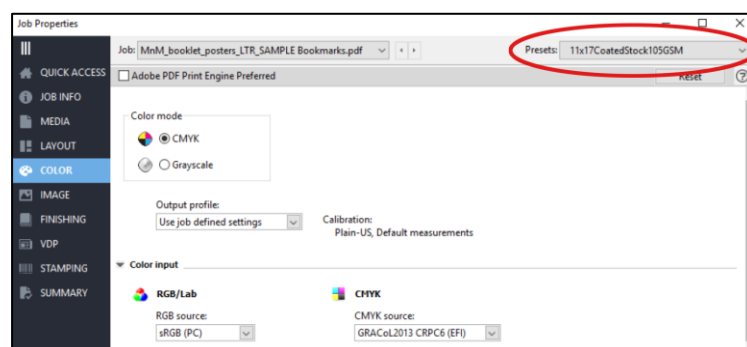 Job Properties
Job: MnM_booklet_posters_LTR_SAMPLE Bookmarks.pdf
Presets: 11x17CoatedStock105GSM
QUICK ACCESS
Adobe PDF Print Engine Preferred
Reset
?
JOB INFO
MEDIA
LAYOUT
COLOR
IMAGE
FINISHING
VDP
STAMPING
SUMMARY
Color mode
CMYK
Grayscale
Output profile:
Use job defined settings
Calibration:
Plain-US, Default measurements
Color input
RGB/Lab
CMYK
RGB source:
CMYK source:
sRGB (PC)
GRACoL2013 CRPC6 (EFI)